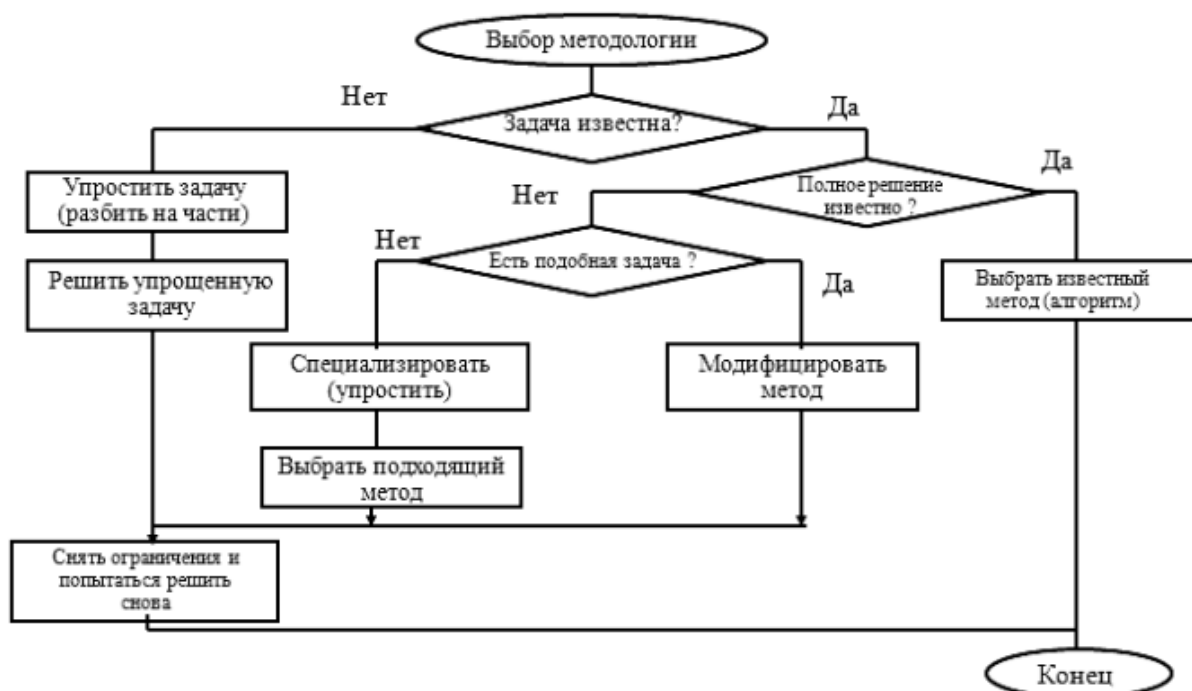 Выбор методологии
Нет
Да
Задача известна?
Упростить задачу
(разбить на части)
Нет
Полное решение
известно ?
Да
Решить упрощенную
задачу
Нет
Есть подобная задача ?
Да
Выбрать известный
метод (алгоритм)
Специализировать
(упростить)
Модифицировать
метод
Выбрать подходящий
метод
Снять ограничения и
попытаться решить
снова
Конец